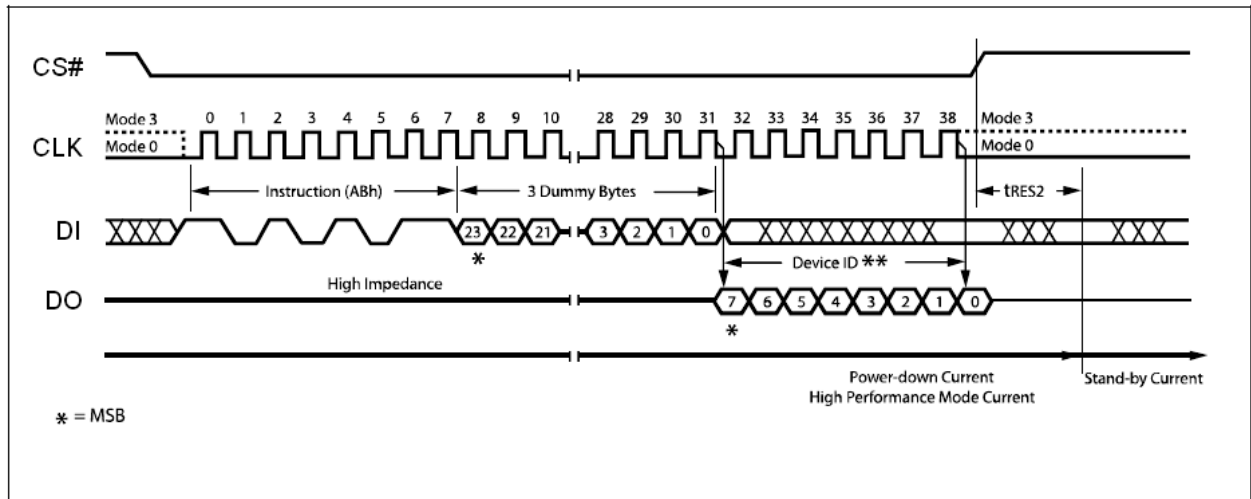 CS#
Mode 3 0 1 2 3 4 5 6 7 8 9 10 28 29 30 31 32 33 34 35 36 37 38 Mode 3
CLK Mode 0 Mode 0
Instruction (ABh) 3 Dummy Bytes tRES2
DI 23 22 21 3 2 1 0
* Device ID **
High Impedance
DO 7 6 5 4 3 2 1 0
*
Power-down Current Stand-by Current
High Performance Mode Current
* = MSB